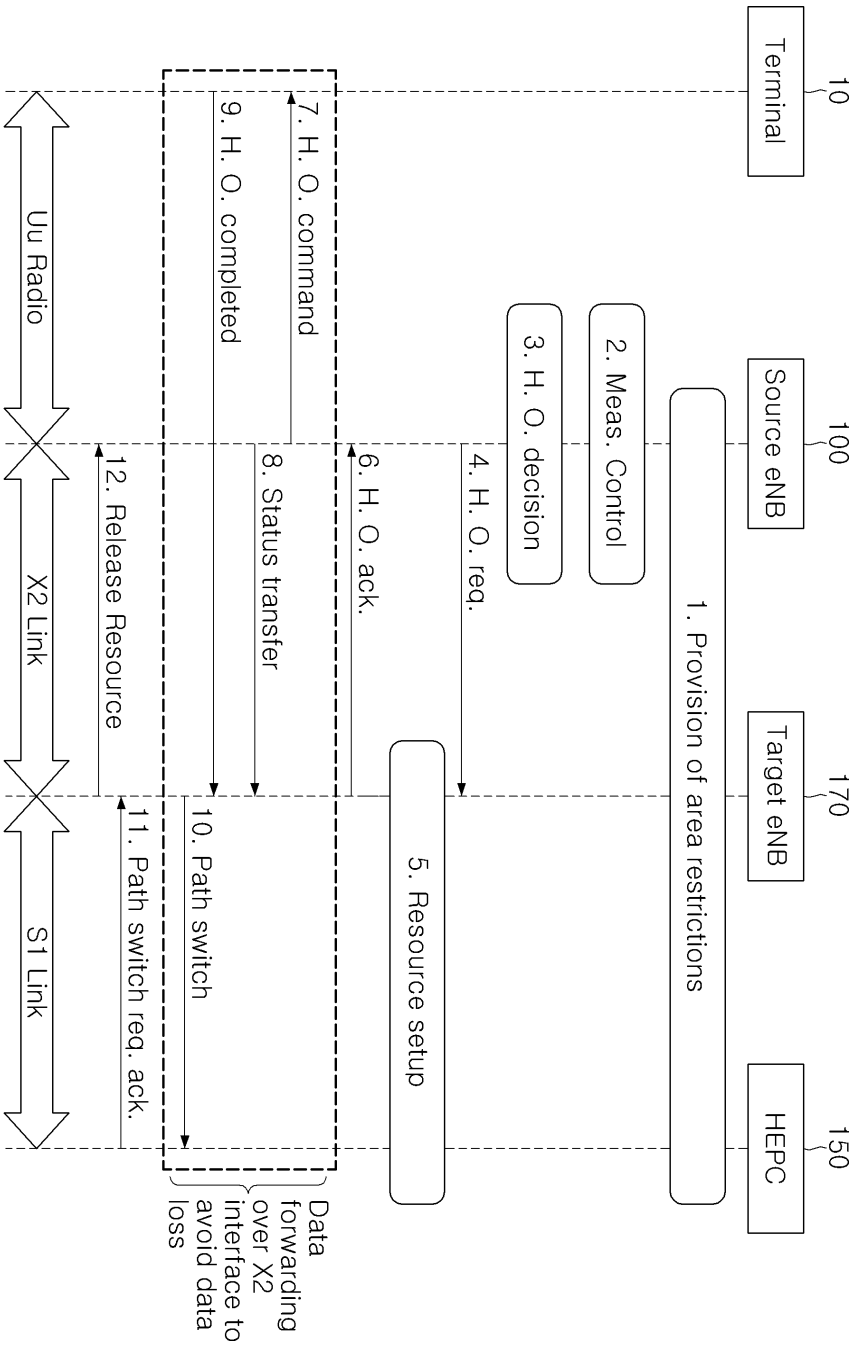 10
100
170
150
Terminal
Source eNB
Target eNB
HEPC
1. Provision of area restrictions
2. Meas. Control
3. H. O. decision
4. H. O. req.
5. Resource setup
6. H. O. ack.
7. H. O. command
8. Status transfer
9. H. O. completed
10. Path switch
Data
forwarding
over X2
interface to
avoid data
loss
11. Path switch req. ack.
12. Release Resource
Uu Radio
X2 Link
S1 Link